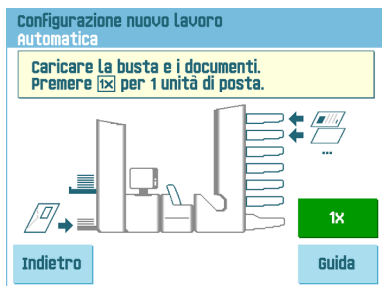 Configurazione nuovo lavoro
Automatica
Caricare la busta e i documenti.
Premere 1x per 1 unità di posta.
...
1x
Indietro
Guida